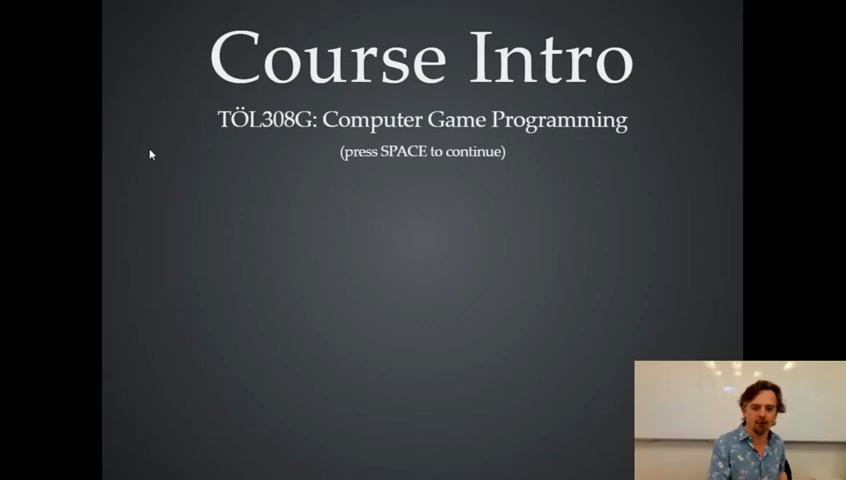 Course Intro
TÖL308G: Computer Game Programming
(press SPACE to continue)